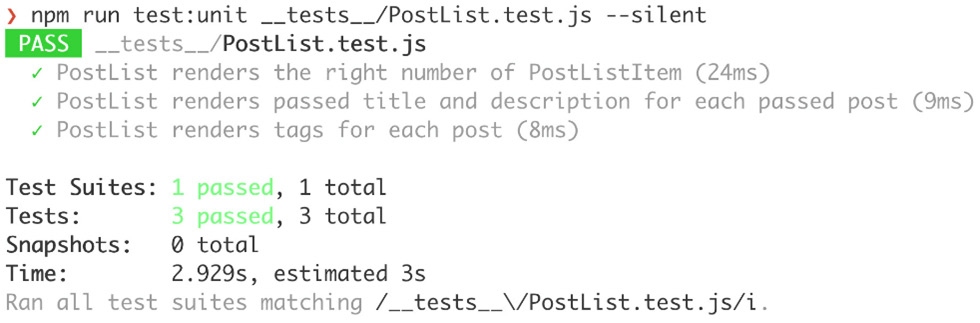 ❯ npm run test:unit __tests__/PostList.test.js --silent
PASS __tests__/PostList.test.js
✓ PostList renders the right number of PostListItem (24ms)
✓ PostList renders passed title and description for each passed post (9ms)
✓ PostList renders tags for each post (8ms)
Test Suites: 1 passed, 1 total
Tests: 3 passed, 3 total
Snapshots: 0 total
Time: 2.929s, estimated 3s
Ran all test suites matching /__tests__\/PostList.test.js/i.